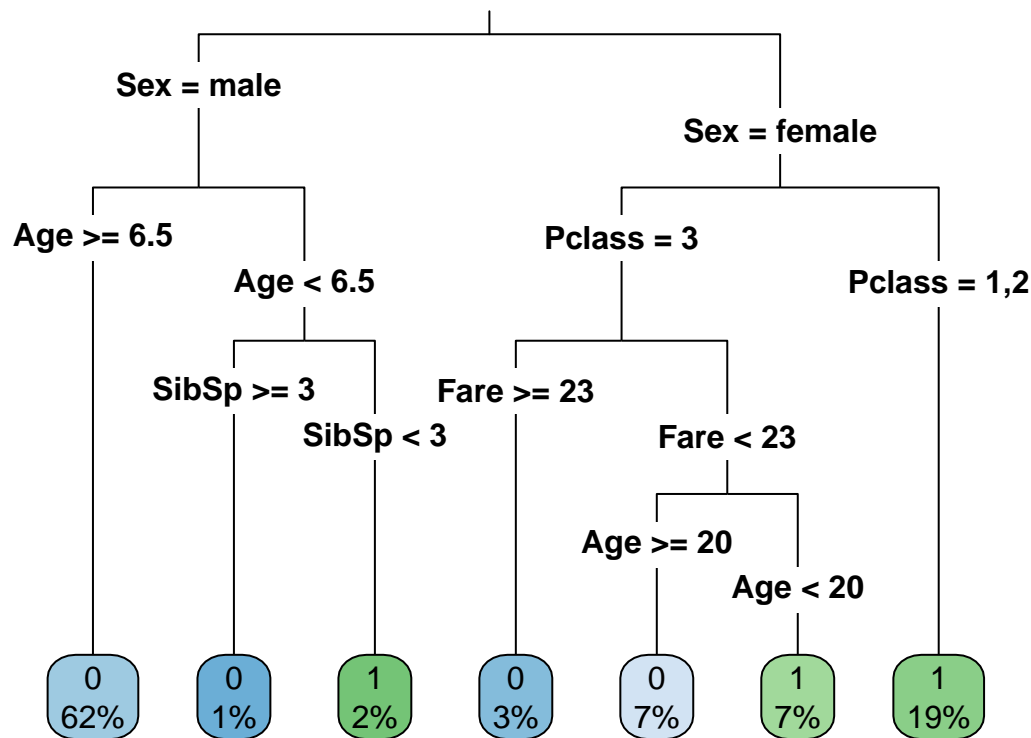 Sex = male
Sex = female
Age >= 6.5
Pclass = 3
Age < 6.5
Pclass = 1,2
SibSp >= 3
Fare >= 23
SibSp < 3
Fare < 23
Age >= 20
Age < 20
0
62%
0
1%
1
2%
0
3%
0
7%
1
7%
1
19%